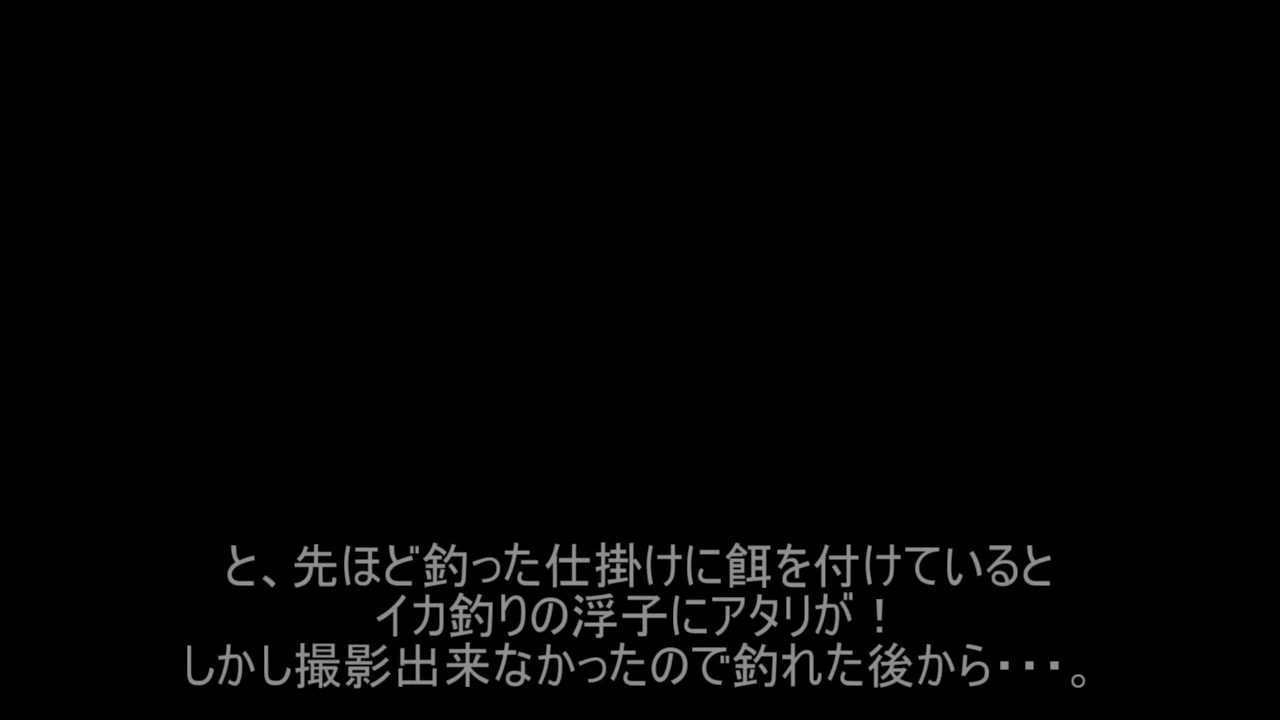 と、先ほど釣った仕掛けに餌を付けていると
イカ釣りの浮子にアタリが！
しかし撮影出来なかったので釣れた後から・・・。